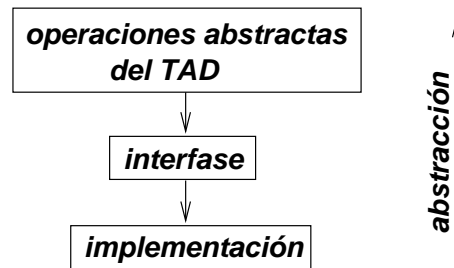 operaciones abstractas
del TAD
interfase
implementación
abstracción